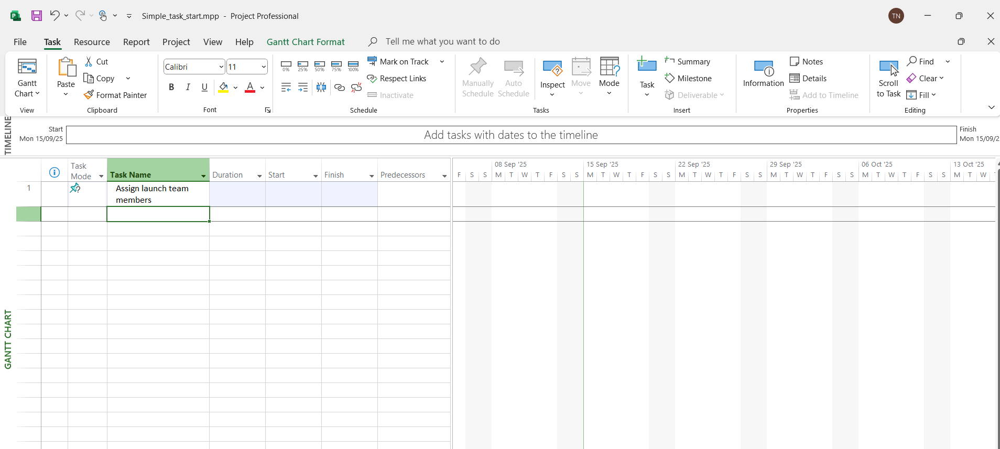 Simple_task_start.mpp - Project Professional
TN
File Task Resource Report Project View Help Gantt Chart Format Tell me what you want to do
Gantt
Chart
View
Paste
Cut
Copy
Format Painter
Clipboard
Calibri 11
B I U A
Font
0% 25% 50% 75% 100%
Mark on Track
Respect Links
Inactivate
Schedule
Manually
Schedule
Auto
Schedule
Inspect
Move
Mode
Tasks
Task
Summary
Milestone
Deliverable
Insert
Information
Notes
Details
Add to Timeline
Properties
Scroll
to Task
Find
Clear
Fill
Editing
TIMELINE
Start
Mon 15/09/25
Add tasks with dates to the timeline
Finish
Mon 15/09/2
Task
Mode
Task Name
Duration
Start
Finish
Predecessors
08 Sep '25 15 Sep '25 22 Sep '25 29 Sep '25 06 Oct '25 13 Oct '25
F S S M T W T F S S M T W T F S S M T W T F S S M T W T F S S M T W T F S S M T W
1
Assign launch team
members
GANTT CHART